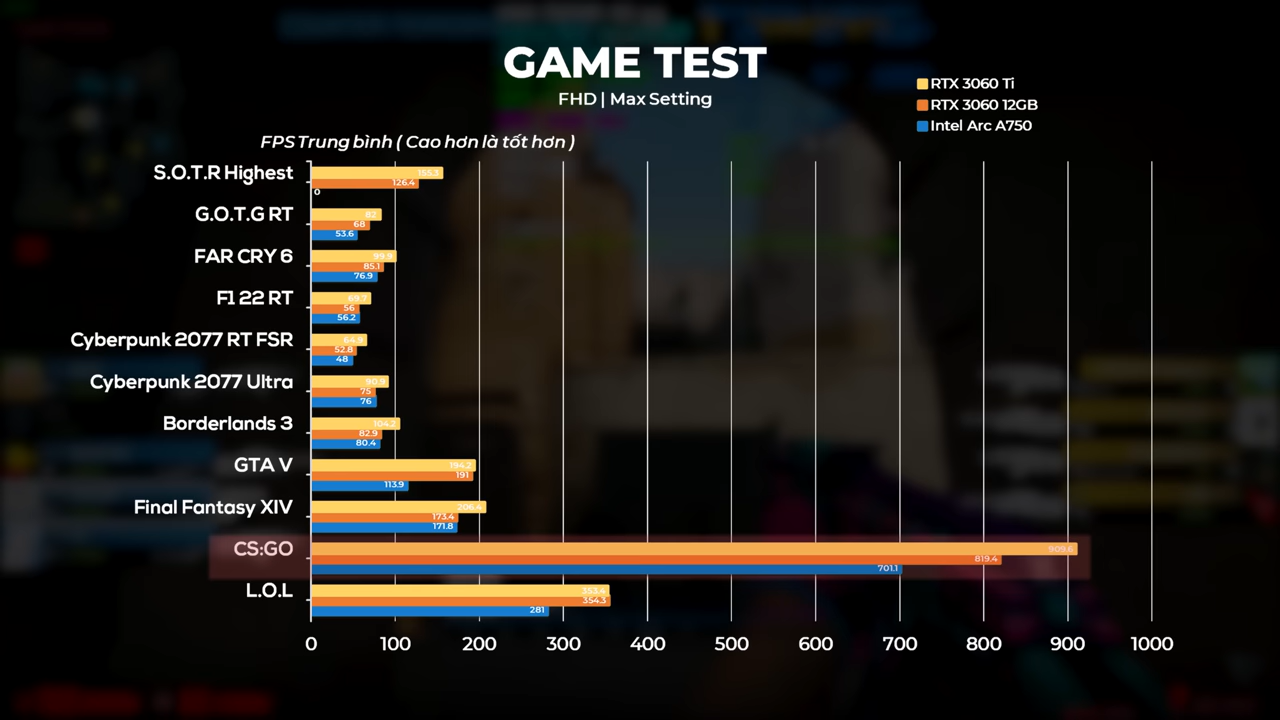 GAME TEST
FHD | Max Setting
RTX 3060 Ti
RTX 3060 12GB
Intel Arc A750
FPS Trung bình ( Cao hơn là tốt hơn )
S.O.T.R Highest
155.3
126.4
0
G.O.T.G RT
82
68
53.6
FAR CRY 6
99.9
85.1
76.9
F1 22 RT
69.7
56
56.2
Cyberpunk 2077 RT FSR
64.9
52.8
48
Cyberpunk 2077 Ultra
90.9
75
76
Borderlands 3
104.2
82.9
80.4
GTA V
194.2
191
113.9
Final Fantasy XIV
206.4
173.4
171.8
CS:GO
909.6
819.4
701.1
L.O.L
353.4
354.3
281
0 100 200 300 400 500 600 700 800 900 1000